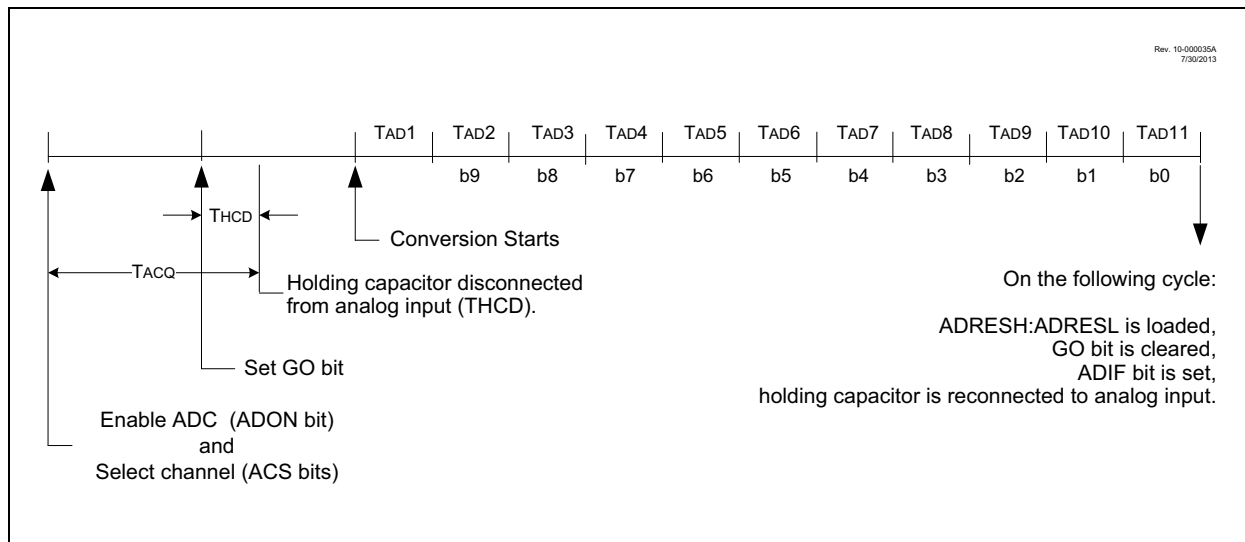 Rev. 10-000035A
7/30/2013
TAD1 TAD2 TAD3 TAD4 TAD5 TAD6 TAD7 TAD8 TAD9 TAD10 TAD11
b9 b8 b7 b6 b5 b4 b3 b2 b1 b0
THCD
Conversion Starts
TACQ
Holding capacitor disconnected
from analog input (THCD).
On the following cycle:
ADRESH:ADRESL is loaded,
GO bit is cleared,
ADIF bit is set,
holding capacitor is reconnected to analog input.
Set GO bit
Enable ADC (ADON bit)
and
Select channel (ACS bits)